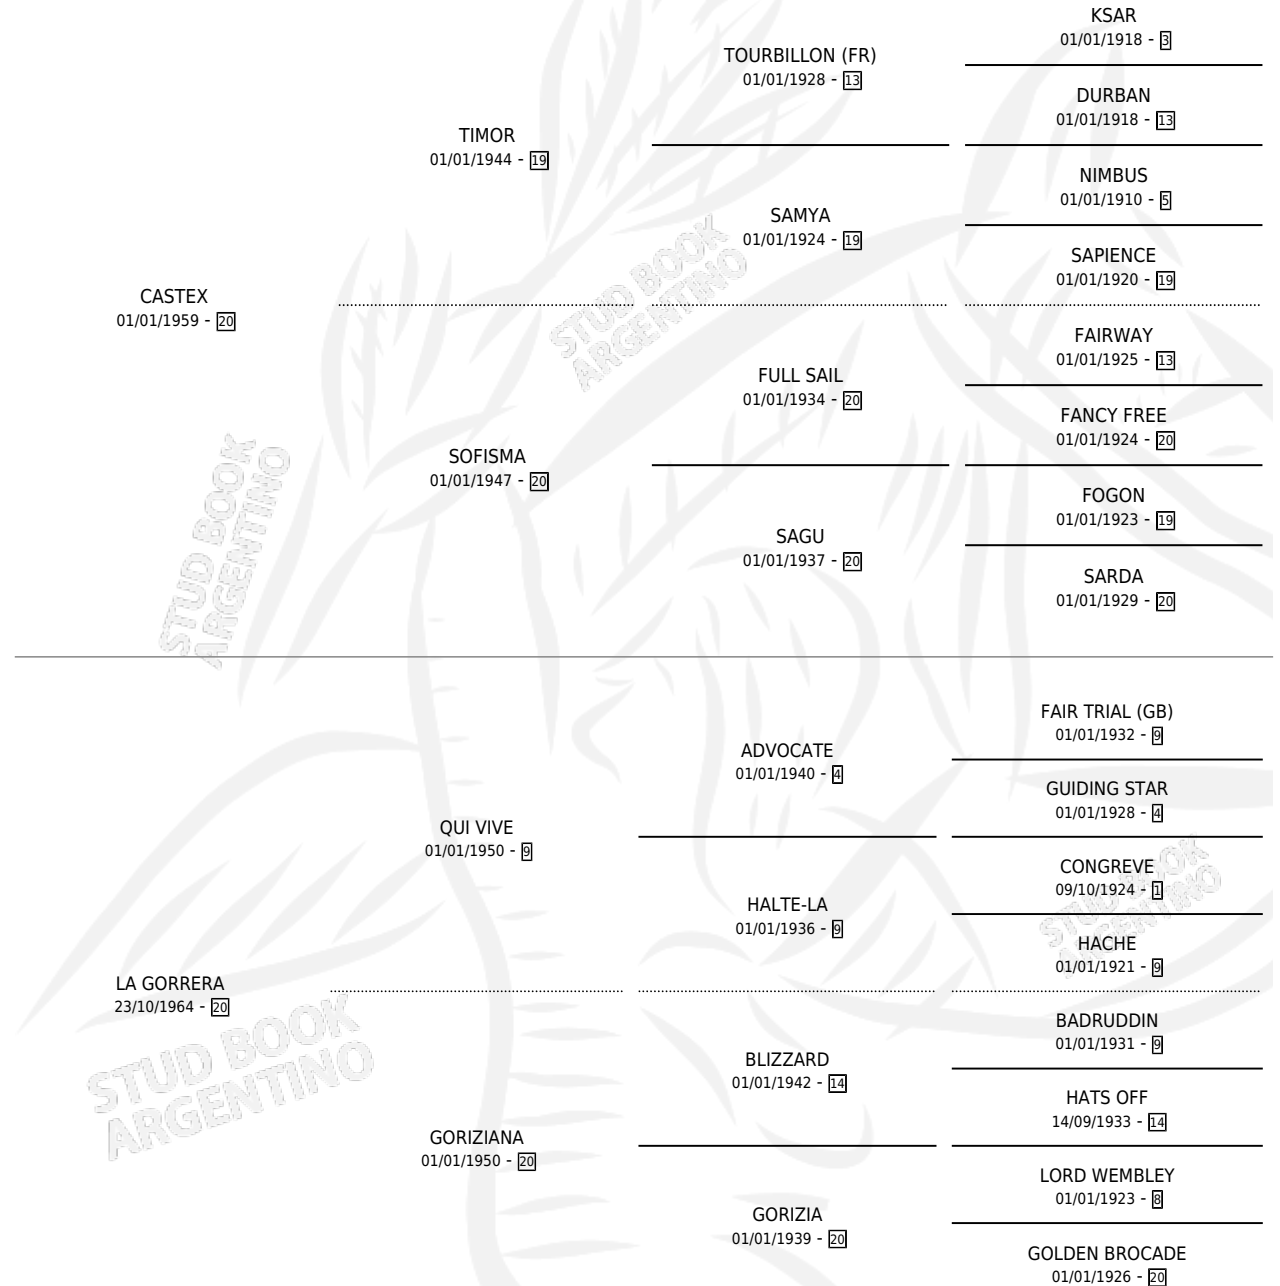 KSAR
01/01/1918 - 3
TOURBILLON (FR)
01/01/1928 - 13
DURBAN
01/01/1918 - 13
TIMOR
01/01/1944 - 19
NIMBUS
01/01/1910 - 5
SAMYA
01/01/1924 - 19
SAPIENCE
01/01/1920 - 19
CASTEX
01/01/1959 - 20
FAIRWAY
01/01/1925 - 13
FULL SAIL
01/01/1934 - 20
FANCY FREE
01/01/1924 - 20
SOFISMA
01/01/1947 - 20
FOGON
01/01/1923 - 19
SAGU
01/01/1937 - 20
SARDA
01/01/1929 - 20
FAIR TRIAL (GB)
01/01/1932 - 9
ADVOCATE
01/01/1940 - 4
GUIDING STAR
01/01/1928 - 4
QUI VIVE
01/01/1950 - 9
CONGREVE
09/10/1924 - 1
HALTE-LA
01/01/1936 - 9
HACHE
01/01/1921 - 9
LA GORRERA
23/10/1964 - 20
BADRUDDIN
01/01/1931 - 9
BLIZZARD
01/01/1942 - 14
HATS OFF
14/09/1933 - 14
GORIZIANA
01/01/1950 - 20
LORD WEMBLEY
01/01/1923 - 8
GORIZIA
01/01/1939 - 20
GOLDEN BROCADE
01/01/1926 - 20
STUD BOOK
ARGENTINO
STUD BOOK
ARGENTINO
STUD BOOK
ARGENTINO
STUD BOOK
ARGENTINO